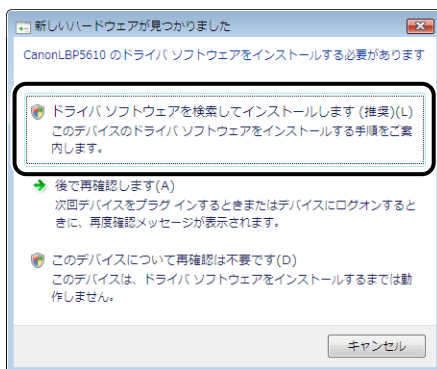 新しいハードウェアが見つかりました
CanonLBP5610 のドライバ ソフトウェアをインストールする必要があります
ドライバ ソフトウェアを検索してインストールします (推奨)(L)
このデバイスのドライバ ソフトウェアをインストールする手順をご案
内します。
後で再確認します(A)
次回デバイスをプラグ インするときまたはデバイスにログオンすると
きに、再度確認メッセージが表示されます。
このデバイスについて再確認は不要です(D)
このデバイスは、ドライバ ソフトウェアをインストールするまでは動
作しません。
キャンセル